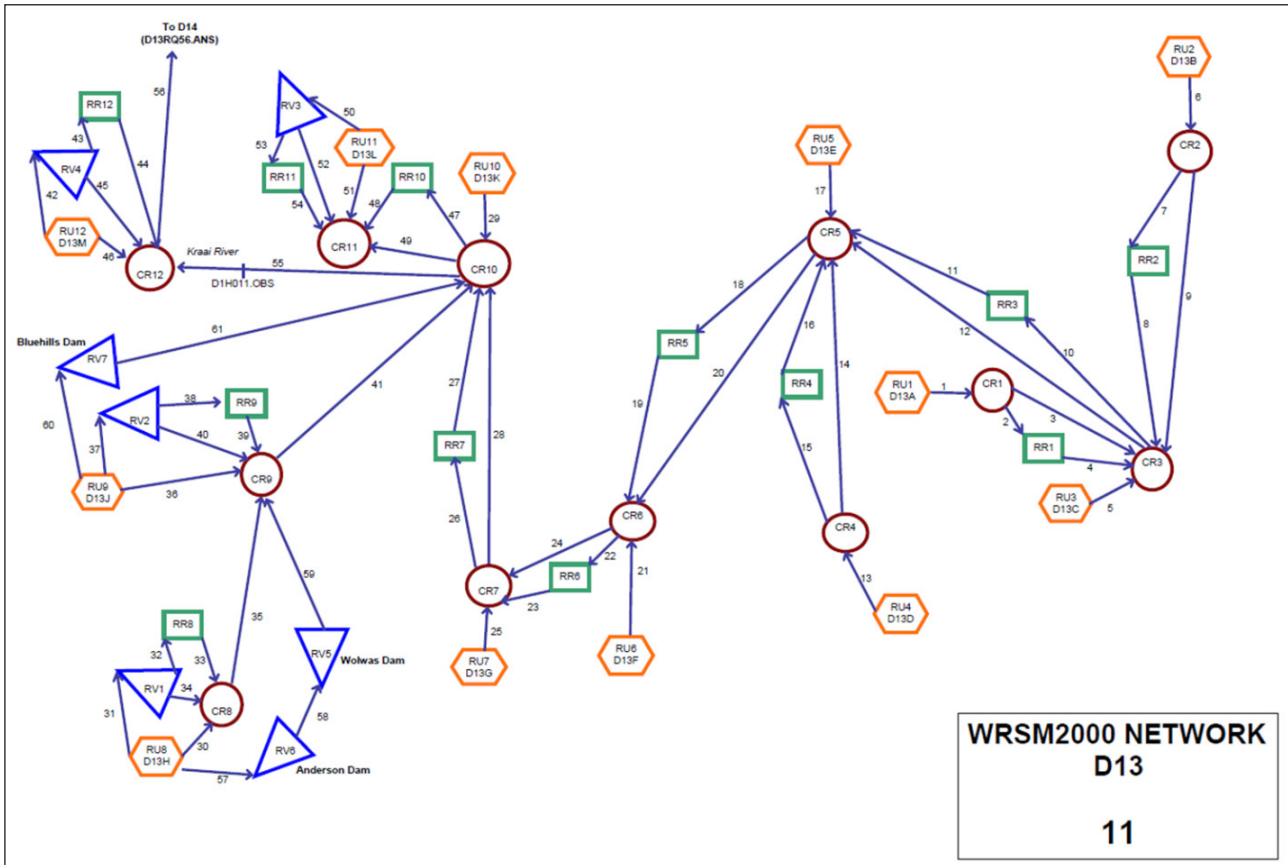 To D14
(D13RQ56.ANS)
RU2
D13B
6
56
RR12
RV3
50
43
44
RU11
D13L
RU5
D13E
CR2
53
52
RV4
RU10
D13K
RR11
RR10
45
51
48
17
7
42
54
47
29
RU12
D13M
CR5
46
Kraai River
CR11
49
RR2
CR12
55
CR10
11
D1H011.OBS
18
RR3
9
16
12
8
61
Bluehills Dam
RR5
10
RV7
20
14
41
27
RR4
RU1
D13A
1
CR1
38
RR9
19
3
60
RV2
2
40
39
37
28
RR7
15
RR1
4
CR3
RU9
D13J
36
CR9
RU3
D13C
5
26
CR6
CR4
24
22
59
21
13
CR7
RR6
23
35
RU4
D13D
RR8
25
32
33
RV5
RU6
D13F
Wolwas Dam
RU7
D13G
RV1
34
31
CR8
58
30
RU8
D13H
RV6
57
Anderson Dam
WRSM2000 NETWORK
D13
11